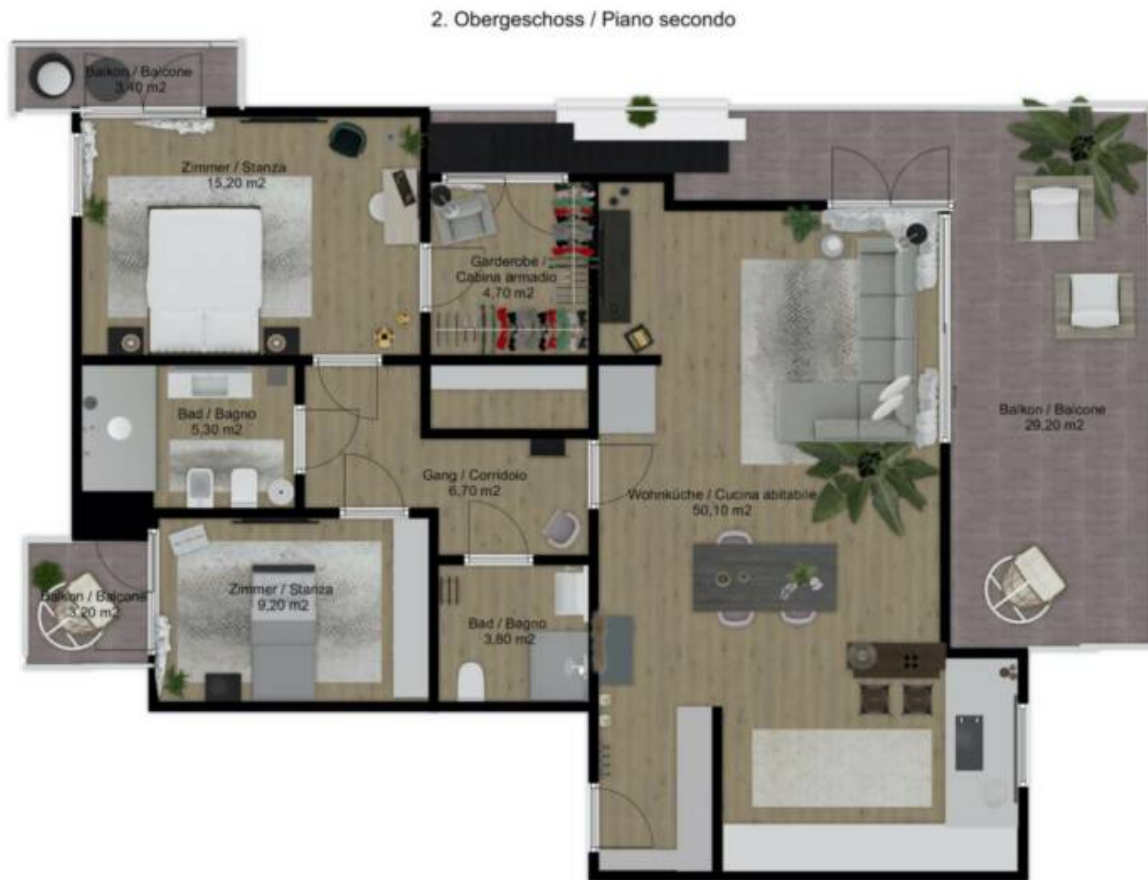 2. Obergeschoss / Piano secondo
Balkon / Balcone
3,40 m2
Zimmer / Stanza
15,20 m2
Garderobe /
Cabina armadio
4,70 m2
Bad / Bagno
5,30 m2
Balkon / Balcone
29,20 m2
Gang / Corridoio
6,70 m2
Wohnküche / Cucina abitabile
50,10 m2
Balkon / Balcone
3,20 m2
Zimmer / Stanza
9,20 m2
Bad / Bagno
3,80 m2